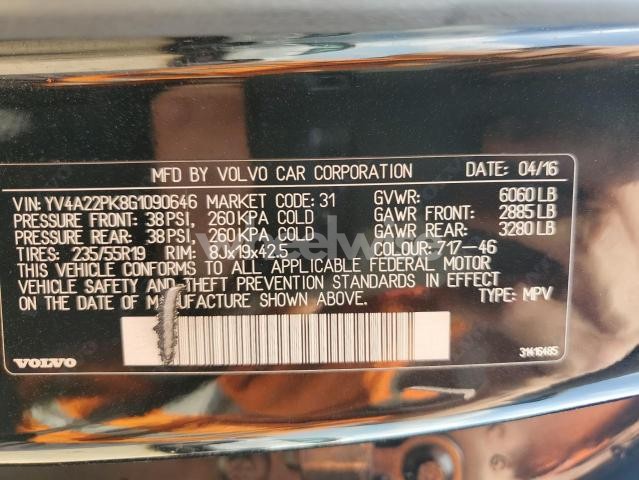 MFD BY VOLVO CAR CORPORATION DATE: 04/16
VIN: YV4A22PK8G1090646 MARKET CODE: 31 GVWR: 6060 LB
PRESSURE FRONT: 38 PSI, 260 KPA COLD GAWR FRONT: 2885 LB
PRESSURE REAR: 38 PSI, 260 KPA COLD GAWR REAR: 3280 LB
TIRES: 235/55R19 RIM: 8Jx19x42.5 COLOUR: 717-46
THIS VEHICLE CONFORMS TO ALL APPLICABLE FEDERAL MOTOR
VEHICLE SAFETY AND THEFT PREVENTION STANDARDS IN EFFECT
ON THE DATE OF MANUFACTURE SHOWN ABOVE. TYPE: MPV
VOLVO 31416485